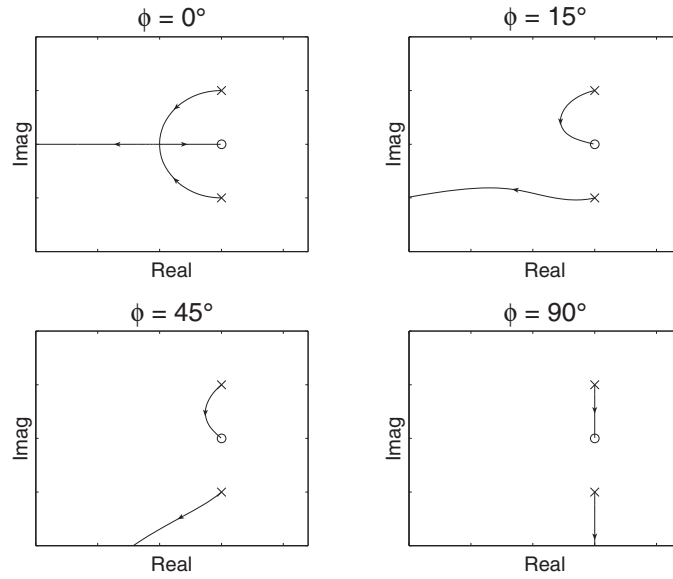 ϕ = 0°
Imag
Real
ϕ = 15°
Imag
Real
ϕ = 45°
Imag
Real
ϕ = 90°
Imag
Real